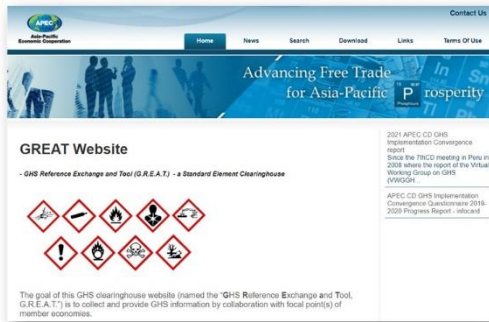 Contact Us
APEC
Asia-Pacific
Economic Cooperation
Home
News
Search
Download
Links
Terms Of Use
Advancing Free Trade
for Asia-Pacific
P
Phosphorus
rosperity
In
Sn
Ti
GREAT Website
- GHS Reference Exchange and Tool (G.R.E.A.T.) - a Standard Element Clearinghouse
The goal of this GHS clearinghouse website (named the "GHS Reference Exchange and Tool,
G.R.E.A.T.") is to collect and provide GHS information by collaboration with focal point(s) of
member economies.
2021 APEC CD GHS
Implementation Convergence
report
Since the 7thCD meeting in Peru in
2008 where the report of the Virtual
Working Group on GHS
(VWGGH...
APEC CD GHS Implementation
Convergence Questionnaire 2019-
2020 Progress Report - infocard